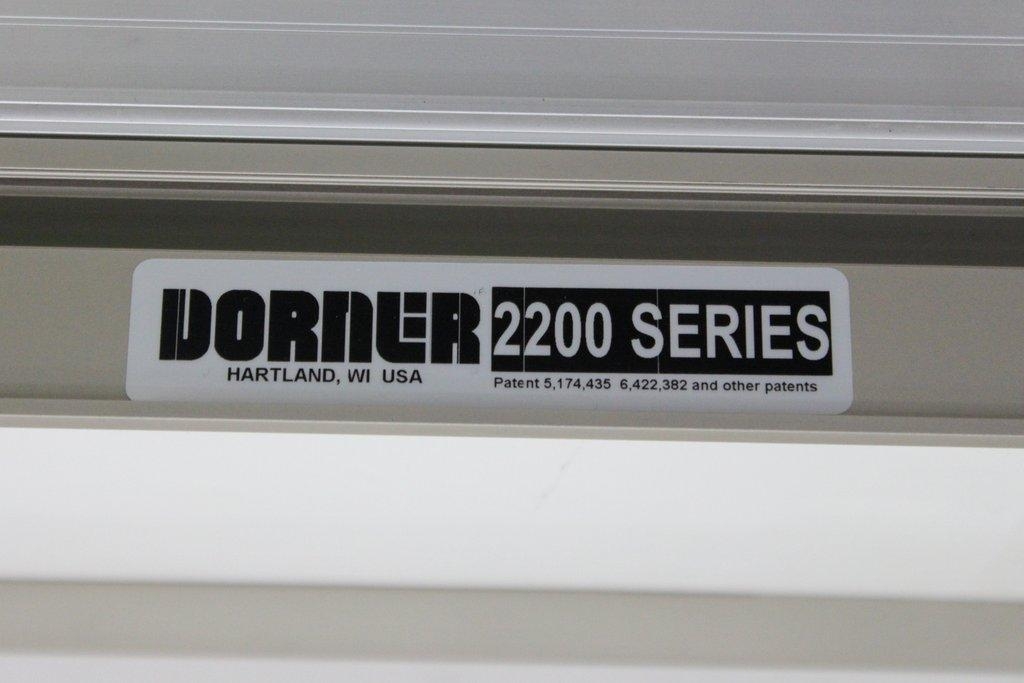 DORNER 2200 SERIES
HARTLAND, WI USA
Patent 5,174,435 6,422,382 and other patents